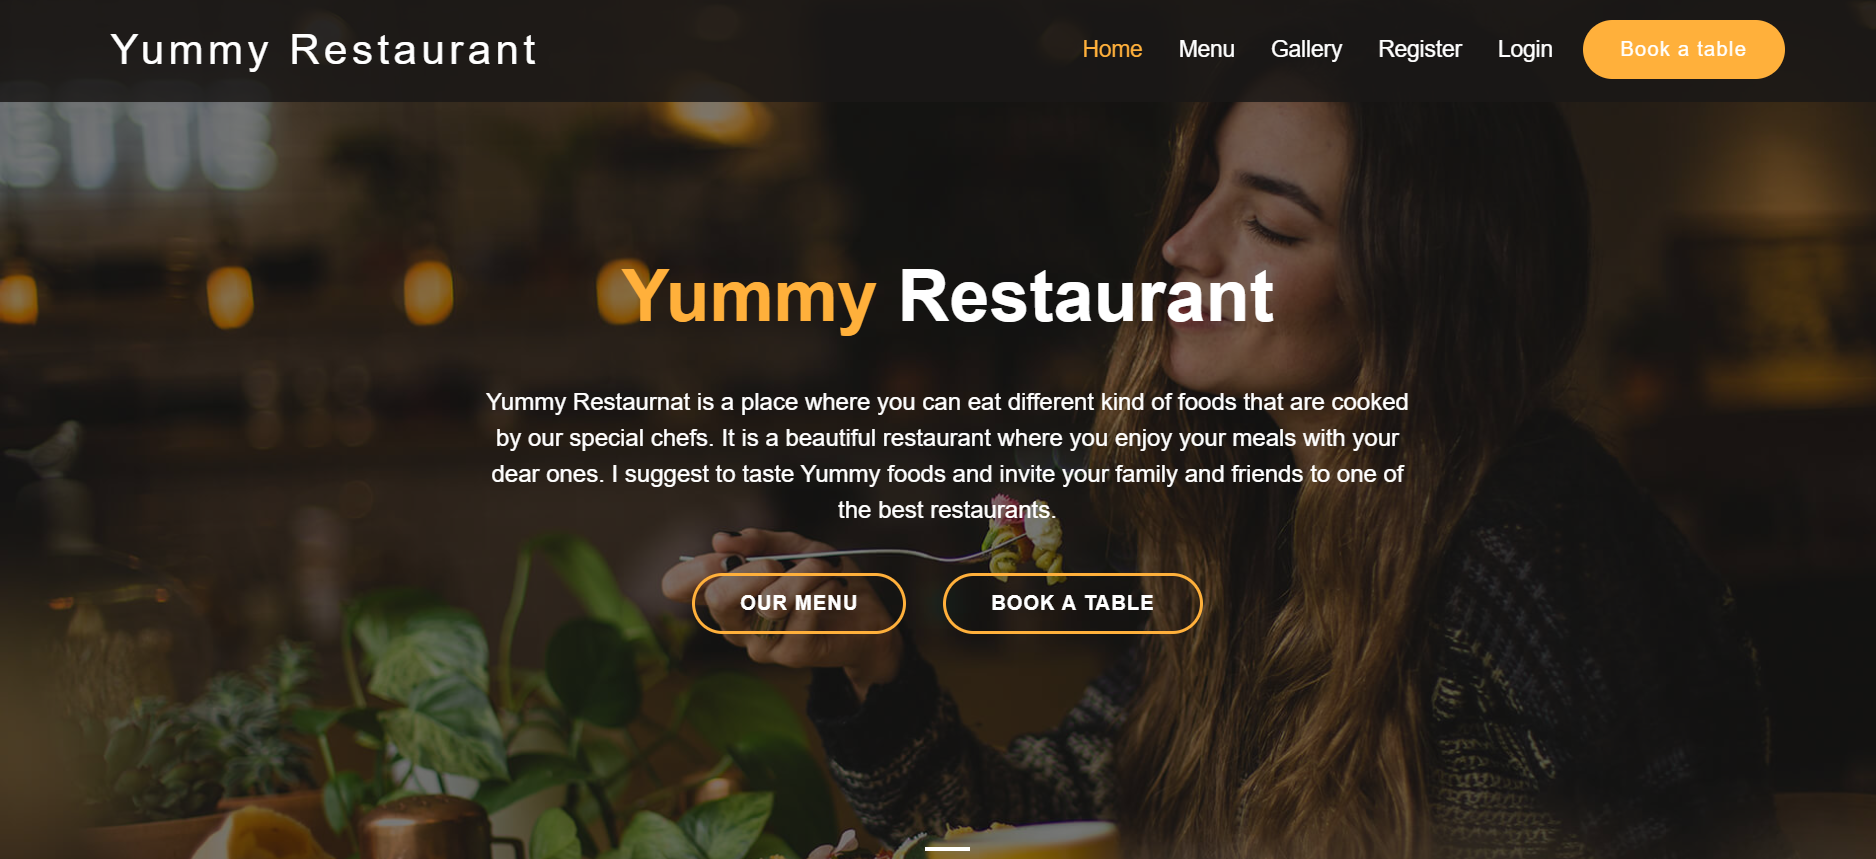 Yummy Restaurant
Home Menu Gallery Register Login Book a table
Yummy Restaurant
Yummy Restaurnat is a place where you can eat different kind of foods that are cooked
by our special chefs. It is a beautiful restaurant where you enjoy your meals with your
dear ones. I suggest to taste Yummy foods and invite your family and friends to one of
the best restaurants.
OUR MENU BOOK A TABLE